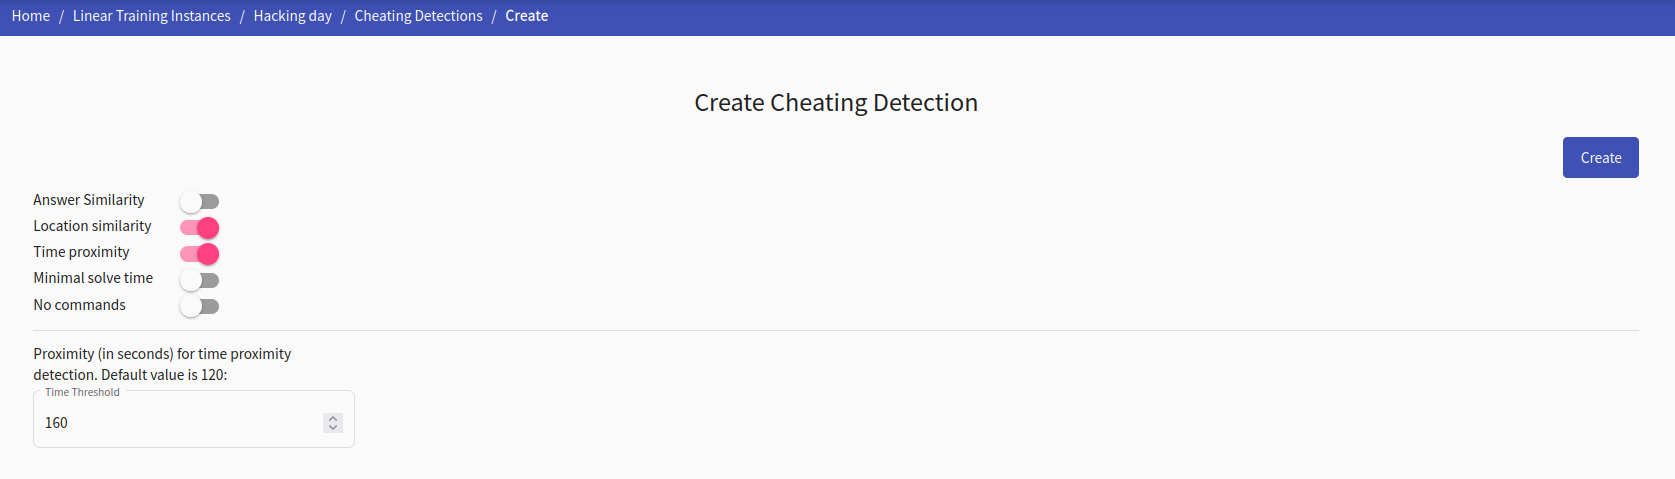 Home / Linear Training Instances / Hacking day / Cheating Detections / Create
Create Cheating Detection
Create
Answer Similarity
Location similarity
Time proximity
Minimal solve time
No commands
Proximity (in seconds) for time proximity
detection. Default value is 120:
Time Threshold
160